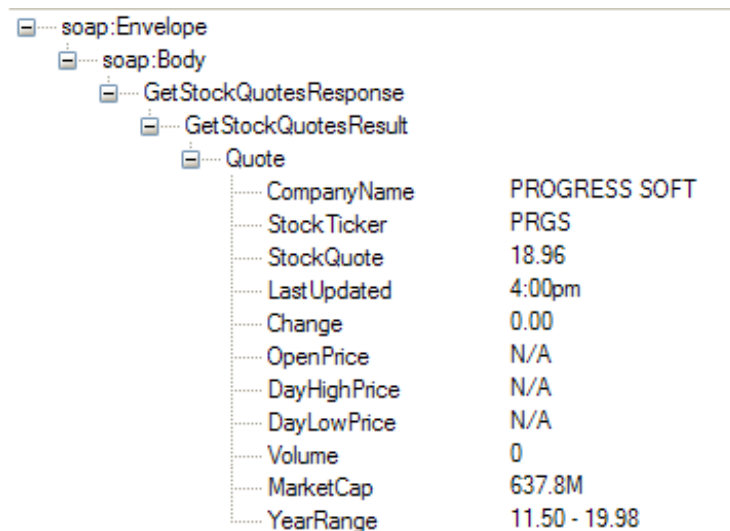 soap:Envelope
soap:Body
GetStockQuotesResponse
GetStockQuotesResult
Quote
CompanyName PROGRESS SOFT
StockTicker PRGS
StockQuote 18.96
LastUpdated 4:00pm
Change 0.00
OpenPrice N/A
DayHighPrice N/A
DayLowPrice N/A
Volume 0
MarketCap 637.8M
YearRange 11.50 - 19.98